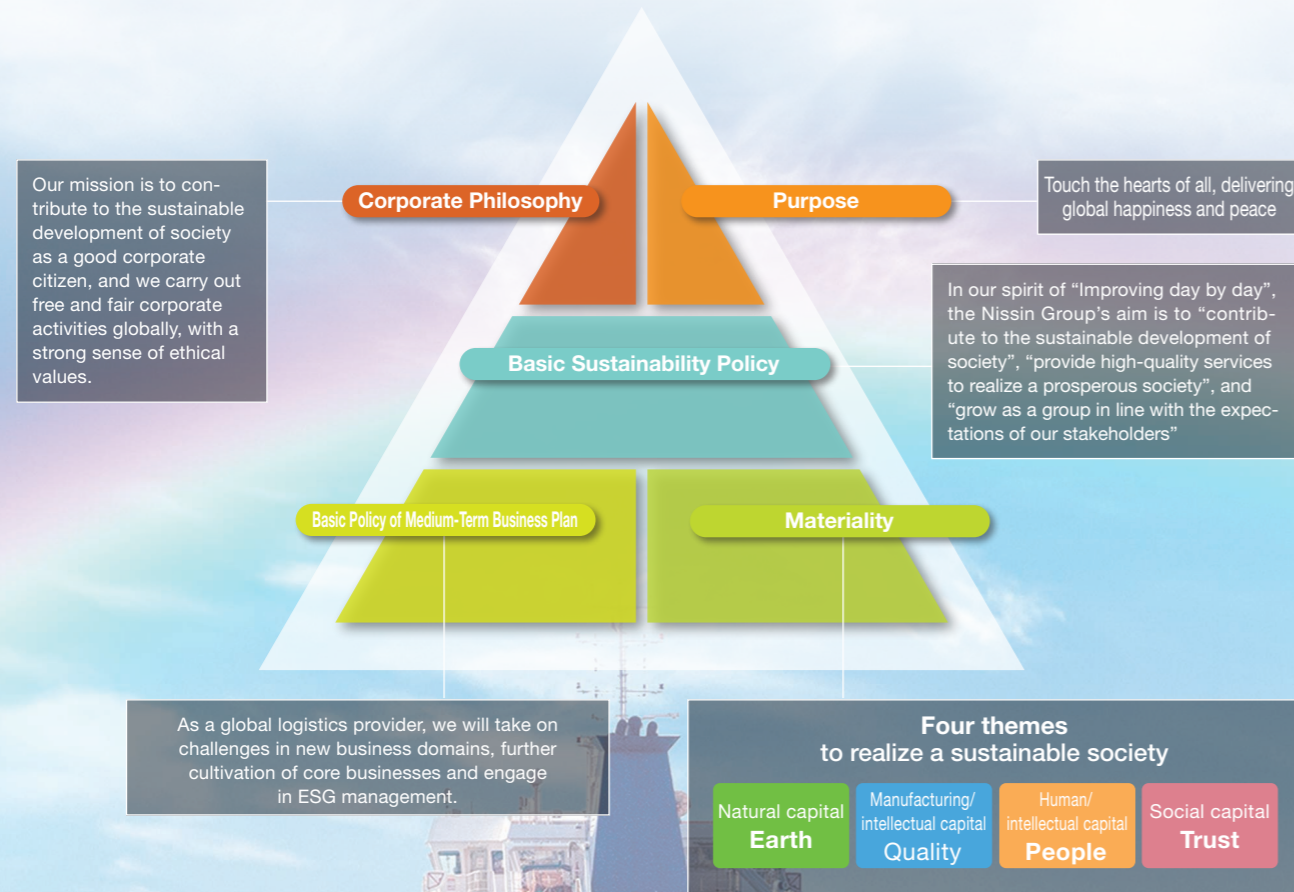 Our mission is to con-
tribute to the sustainable
development of society
as a good corporate
citizen, and we carry out
free and fair corporate
activities globally, with a
strong sense of ethical
values.
Corporate Philosophy
Purpose
Touch the hearts of all, delivering
global happiness and peace
Basic Sustainability Policy
In our spirit of “Improving day by day”,
the Nissin Group’s aim is to “contrib-
ute to the sustainable development of
society”, “provide high-quality services
to realize a prosperous society”, and
“grow as a group in line with the expec-
tations of our stakeholders”
Basic Policy of Medium-Term Business Plan
Materiality
As a global logistics provider, we will take on
challenges in new business domains, further
cultivation of core businesses and engage
in ESG management.
Four themes
to realize a sustainable society
Natural capital
Earth
Manufacturing/
intellectual capital
Quality
Human/
intellectual capital
People
Social capital
Trust